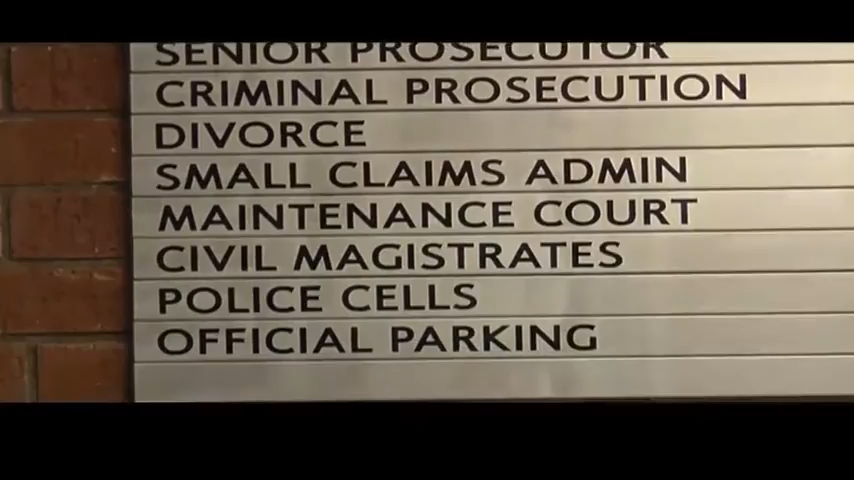 SENIOR PROSECUTOR
CRIMINAL PROSECUTION
DIVORCE
SMALL CLAIMS ADMIN
MAINTENANCE COURT
CIVIL MAGISTRATES
POLICE CELLS
OFFICIAL PARKING